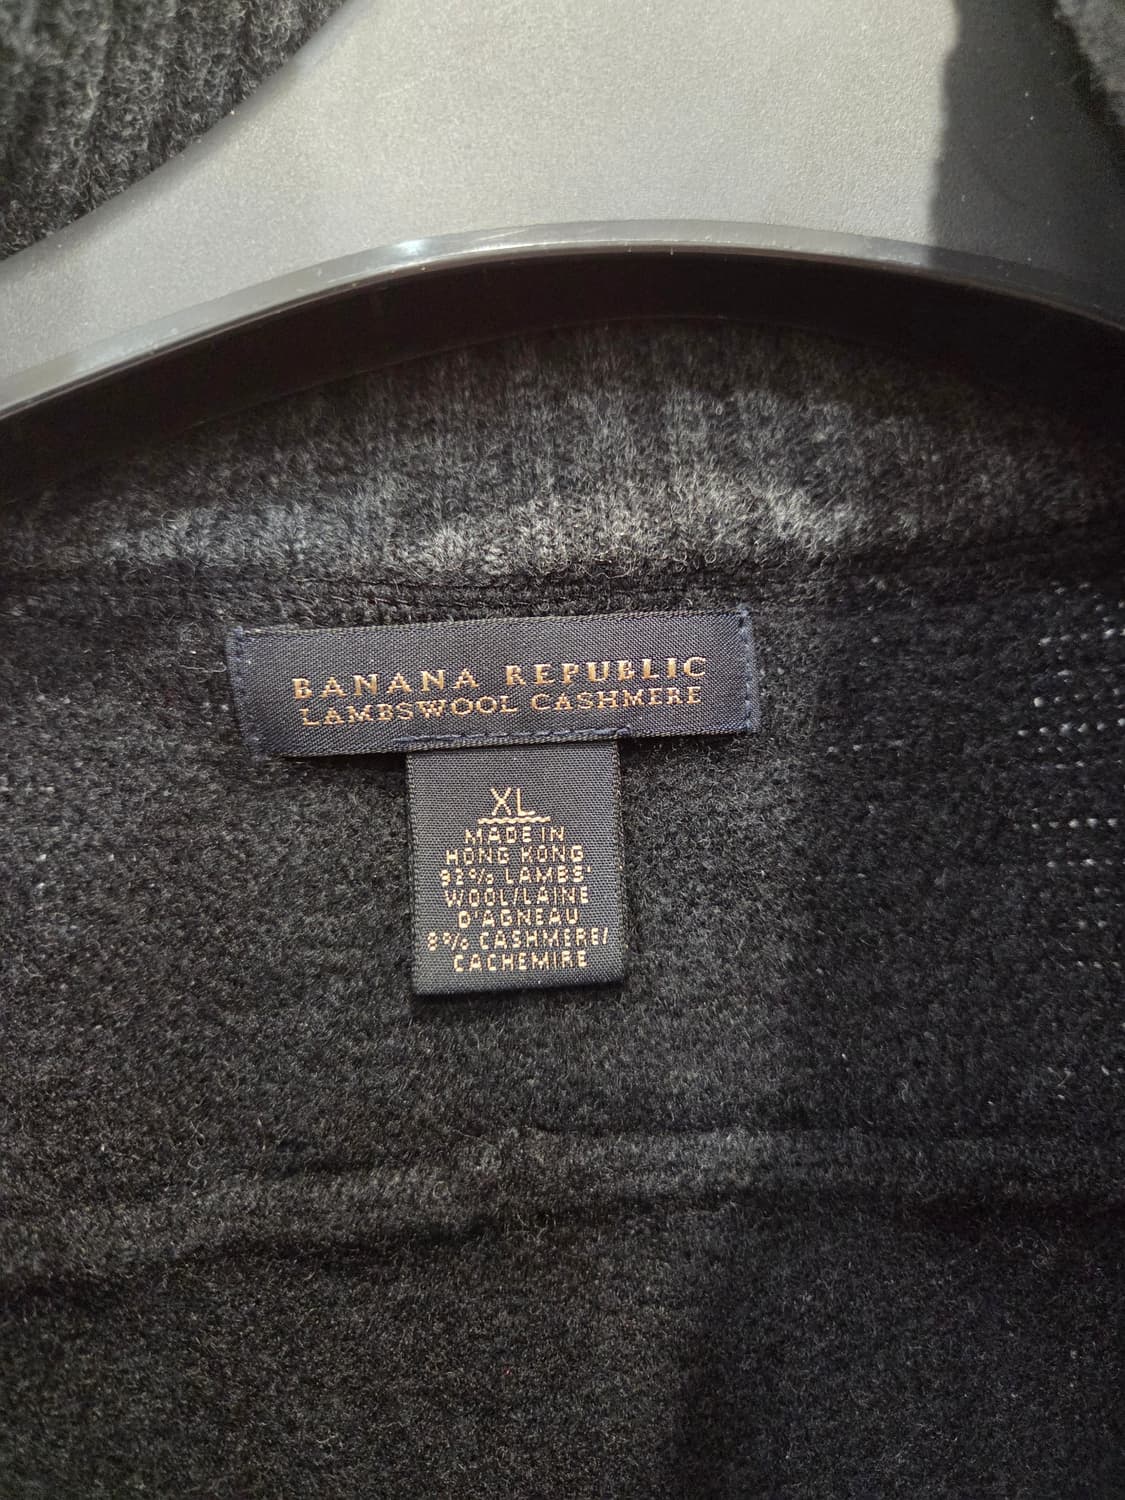 BANANA REPUBLIC
LAMBSWOOL CASHMERE
XL
MADE IN
HONG KONG
92% LAMBS'
WOOL/LAINE
D'AGNEAU
8% CASHMERE/
CACHEMIRE